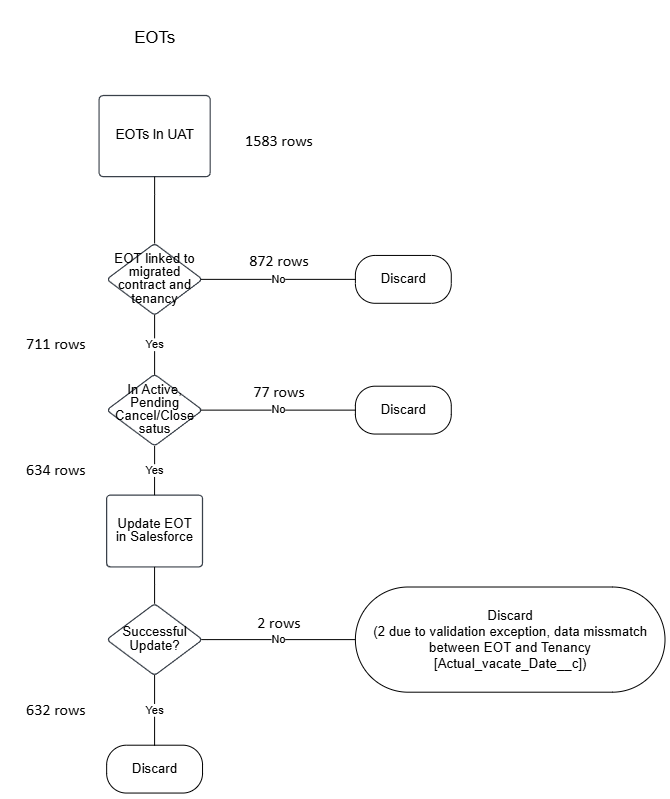 EOTs
EOTs In UAT
1583 rows
EOT linked to
migrated
contract and
tenancy
872 rows
No
Discard
711 rows
Yes
In Active,
Pending
Cancel/Close
satus
77 rows
No
Discard
634 rows
Yes
Update EOT
in Salesforce
Successful
Update?
2 rows
No
Discard
(2 due to validation exception, data missmatch
between EOT and Tenancy
[Actual_vacate_Date__c])
632 rows
Yes
Discard